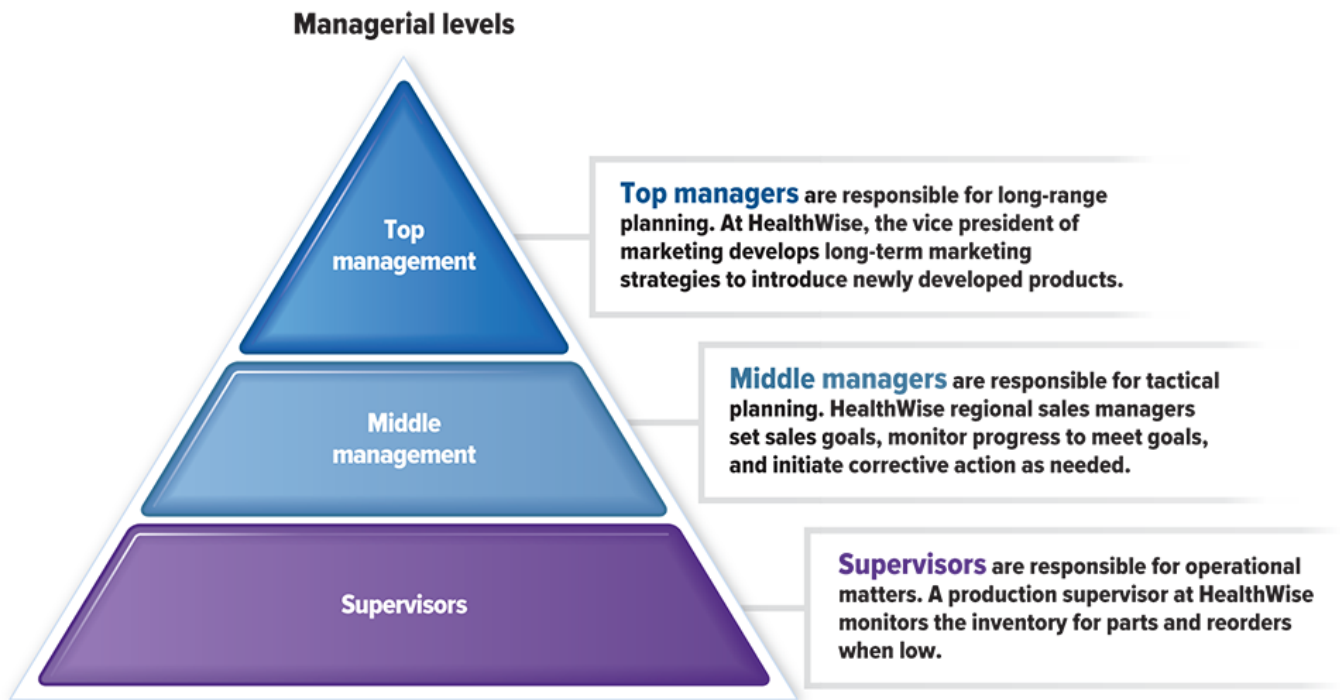 Managerial levels
Top
management
Top managers are responsible for long-range
planning. At HealthWise, the vice president of
marketing develops long-term marketing
strategies to introduce newly developed products.
Middle
management
Middle managers are responsible for tactical
planning. HealthWise regional sales managers
set sales goals, monitor progress to meet goals,
and initiate corrective action as needed.
Supervisors
Supervisors are responsible for operational
matters. A production supervisor at HealthWise
monitors the inventory for parts and reorders
when low.